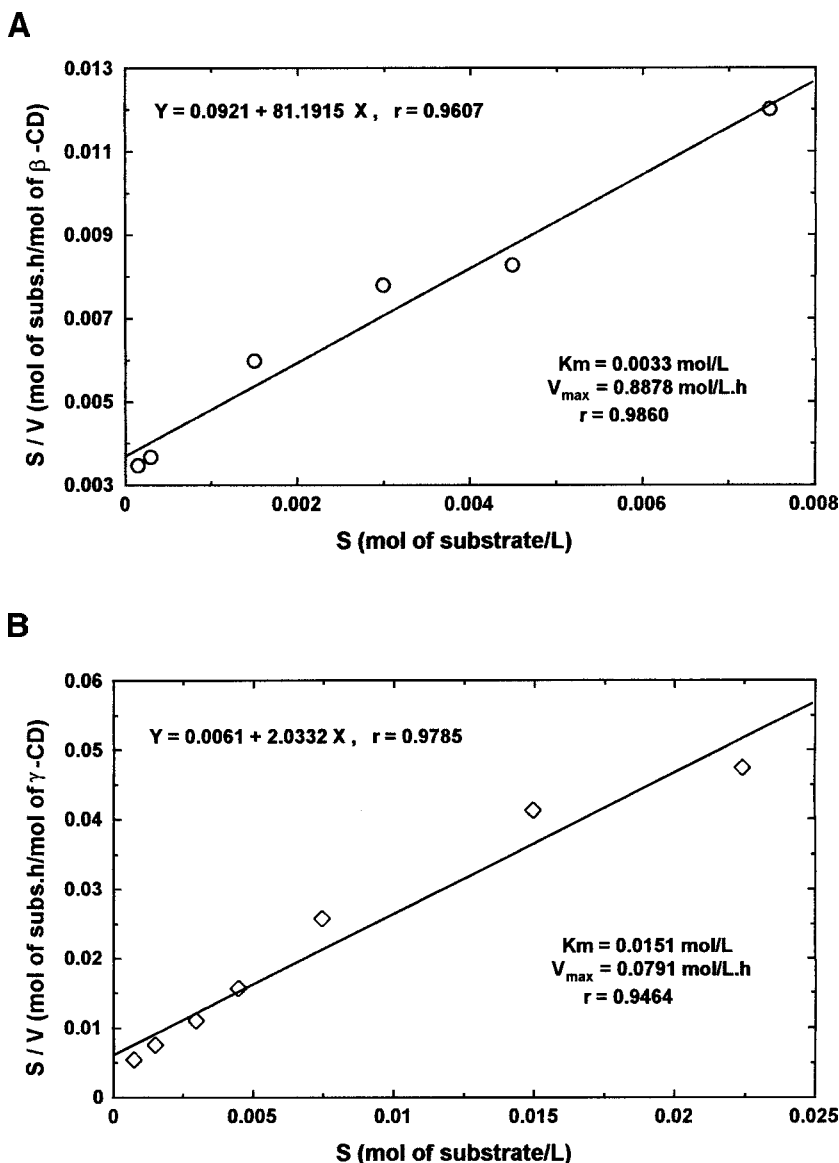 A
0.013
0.011
0.009
0.007
0.005
0.003
S / V (mol of subs.h/mol of β -CD)
Y = 0.0921 + 81.1915 X , r = 0.9607
Km = 0.0033 mol/L
Vmax = 0.8878 mol/L.h
r = 0.9860
0 0.002 0.004 0.006 0.008
S (mol of substrate/L)
B
0.06
0.05
0.04
0.03
0.02
0.01
0
S / V (mol of subs.h/mol of γ -CD)
Y = 0.0061 + 2.0332 X , r = 0.9785
Km = 0.0151 mol/L
Vmax = 0.0791 mol/L.h
r = 0.9464
0 0.005 0.01 0.015 0.02 0.025
S (mol of substrate/L)